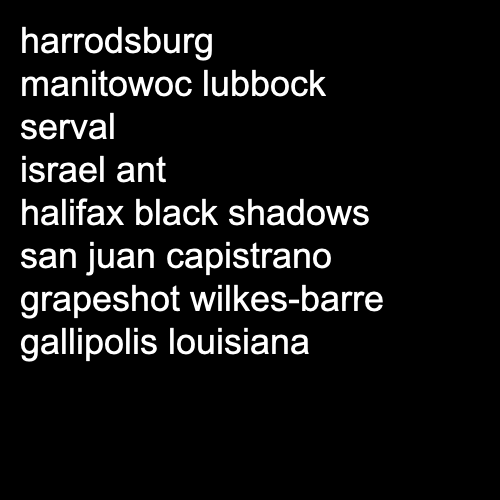 harrodsburg
manitowoc lubbock
serval
israel ant
halifax black shadows
san juan capistrano
grapeshot wilkes-barre
gallipolis louisiana